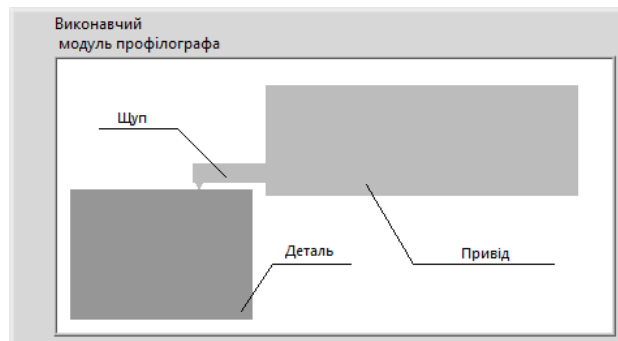 Виконавчий
модуль профілографа
Щуп
Деталь
Привід